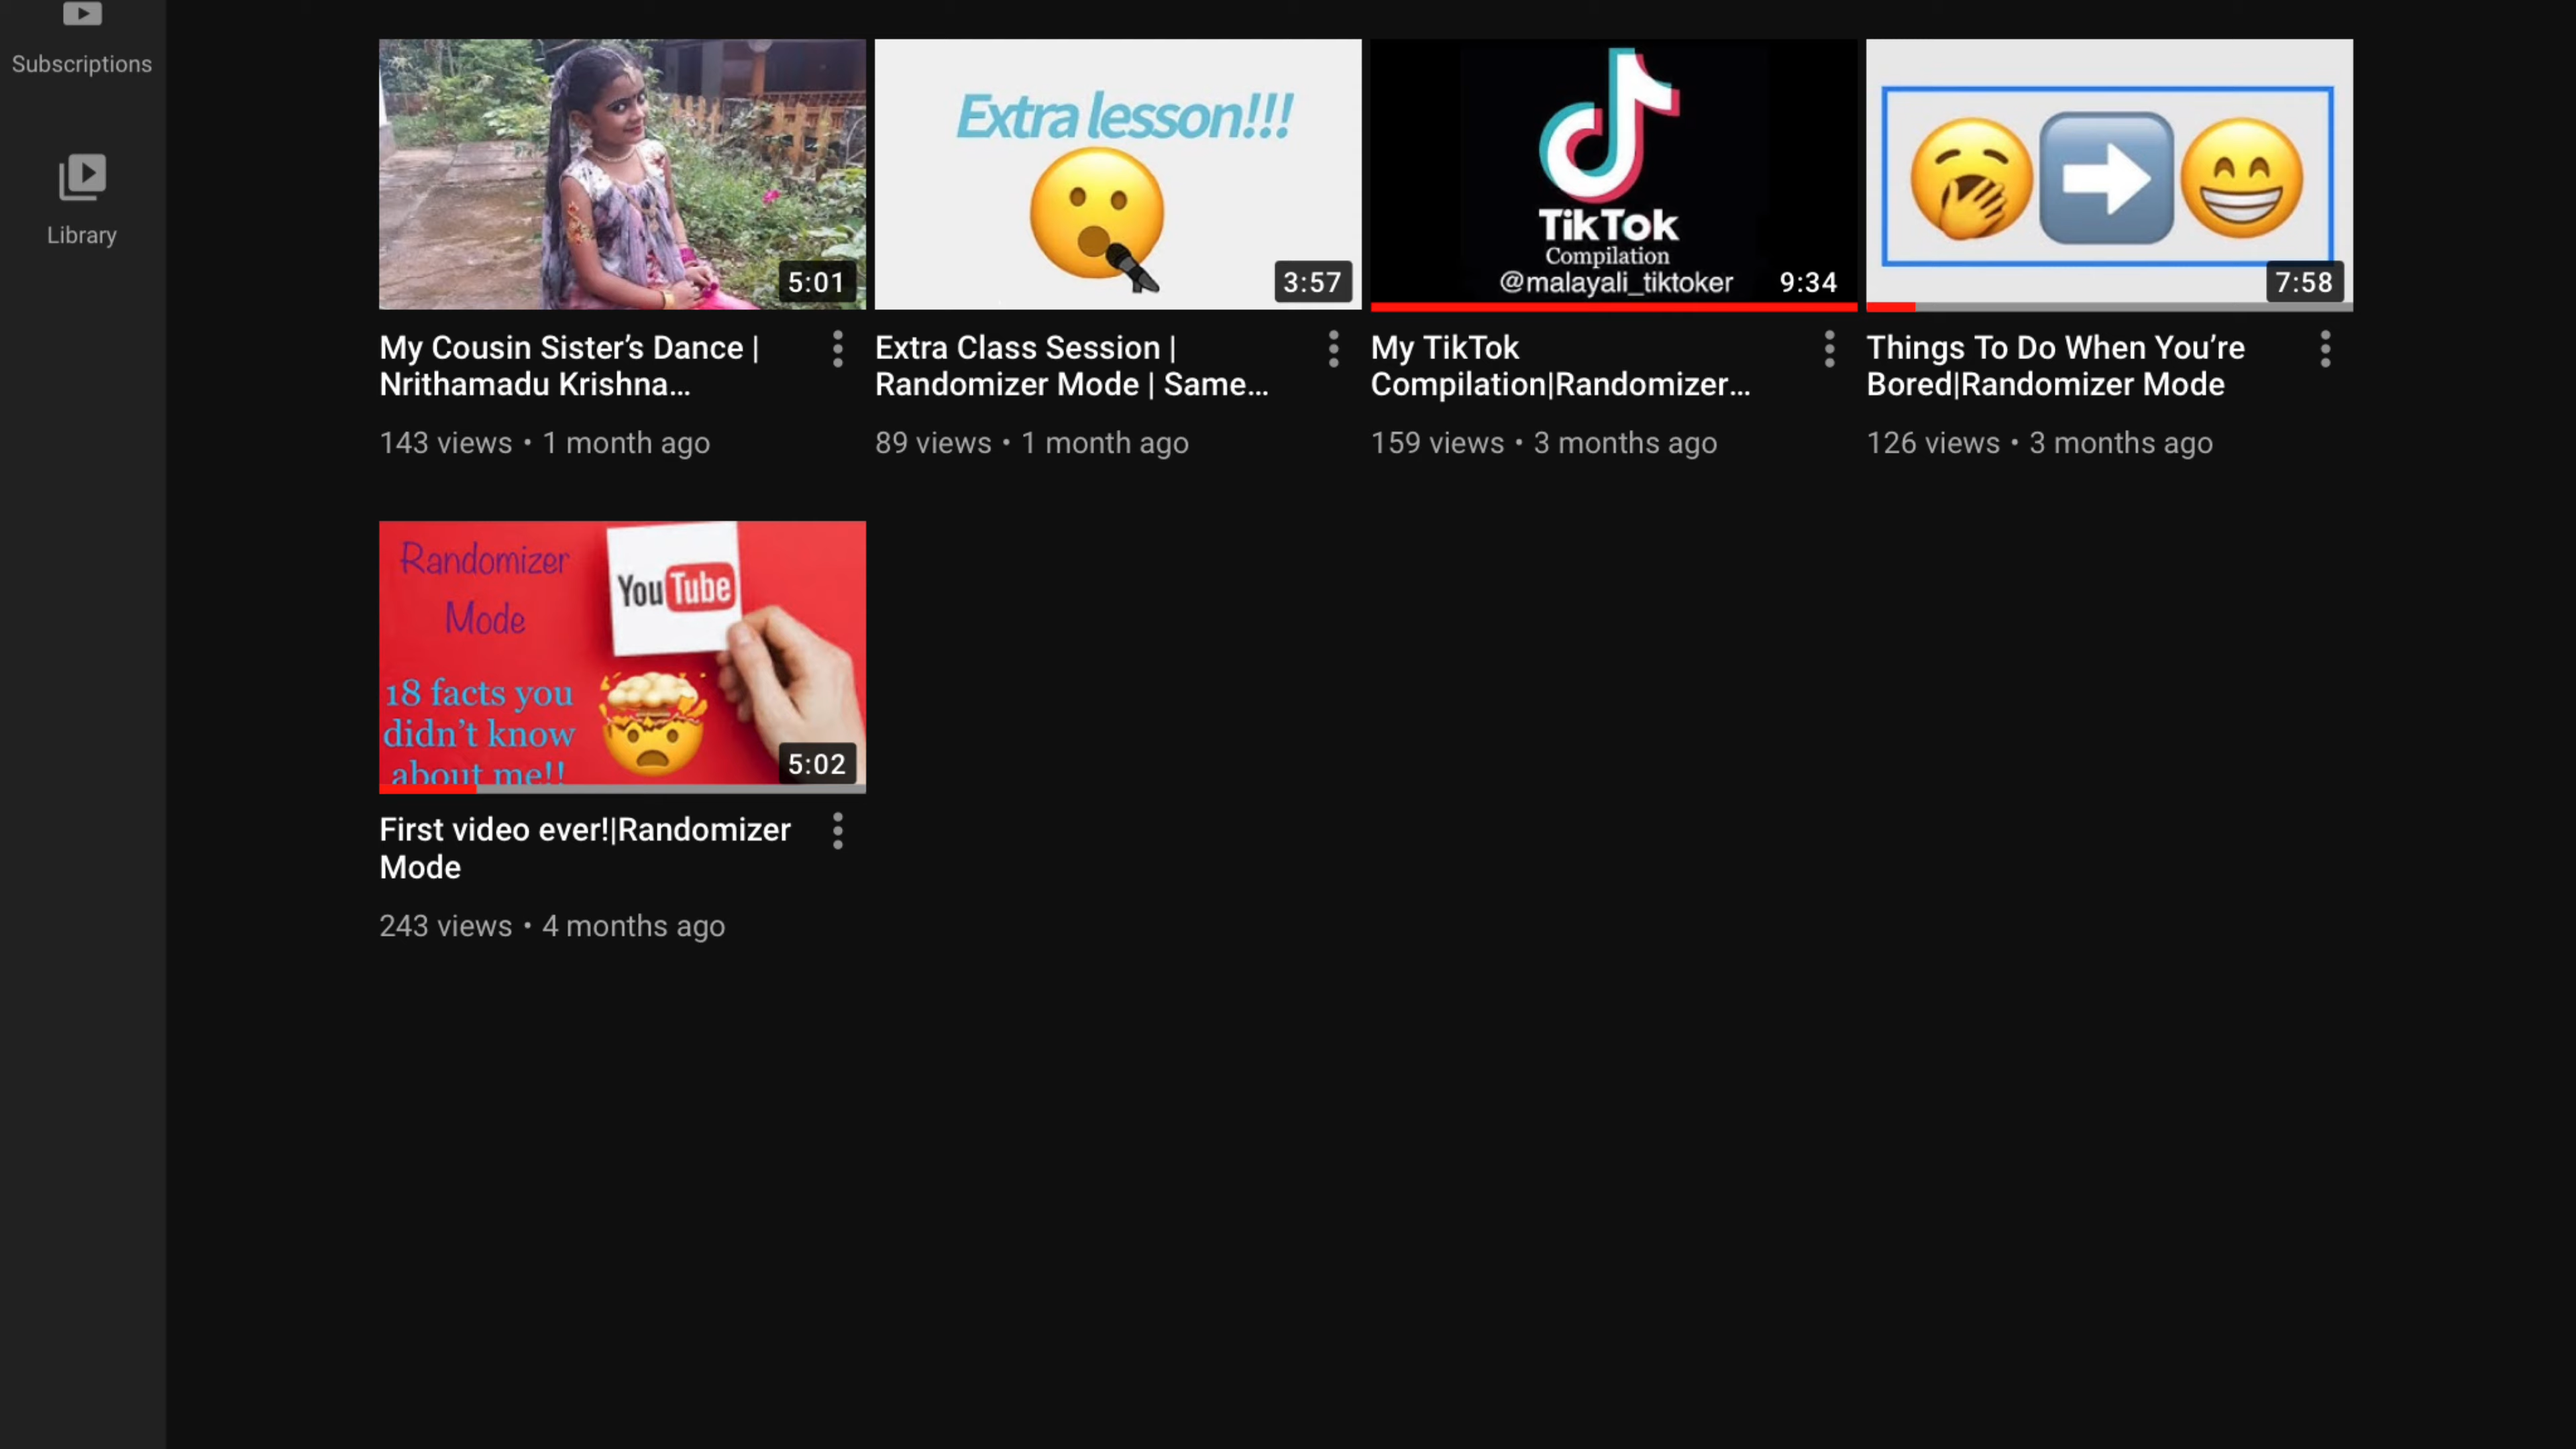 Subscriptions
Library
5:01
My Cousin Sister’s Dance |
Nrithamadu Krishna...
143 views • 1 month ago
Extra lesson!!!
3:57
Extra Class Session |
Randomizer Mode | Same...
89 views • 1 month ago
TikTok
Compilation
@malayali_tiktoker
9:34
My TikTok
Compilation|Randomizer...
159 views • 3 months ago
7:58
Things To Do When You’re
Bored|Randomizer Mode
126 views • 3 months ago
Randomizer
Mode
YouTube
18 facts you
didn’t know
about me!!
5:02
First video ever!|Randomizer
Mode
243 views • 4 months ago